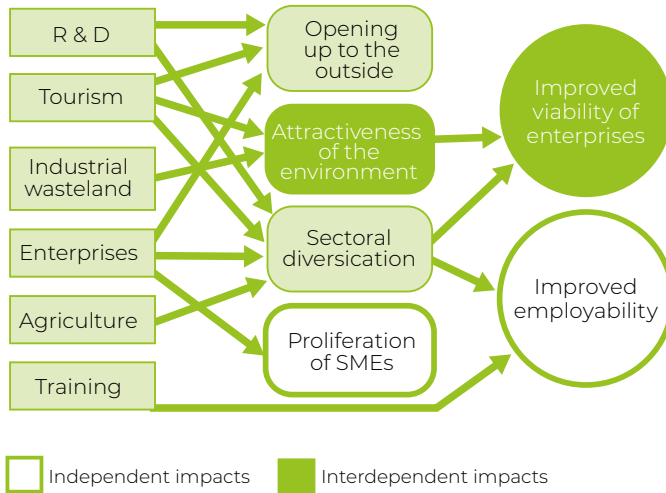 R & D
Tourism
Industrial
wasteland
Enterprises
Agriculture
Training
Opening
up to the
outside
Attractiveness
of the
environment
Sectoral
diversication
Proliferation
of SMEs
Improved
viability of
enterprises
Improved
employability
Independent impacts
Interdependent impacts